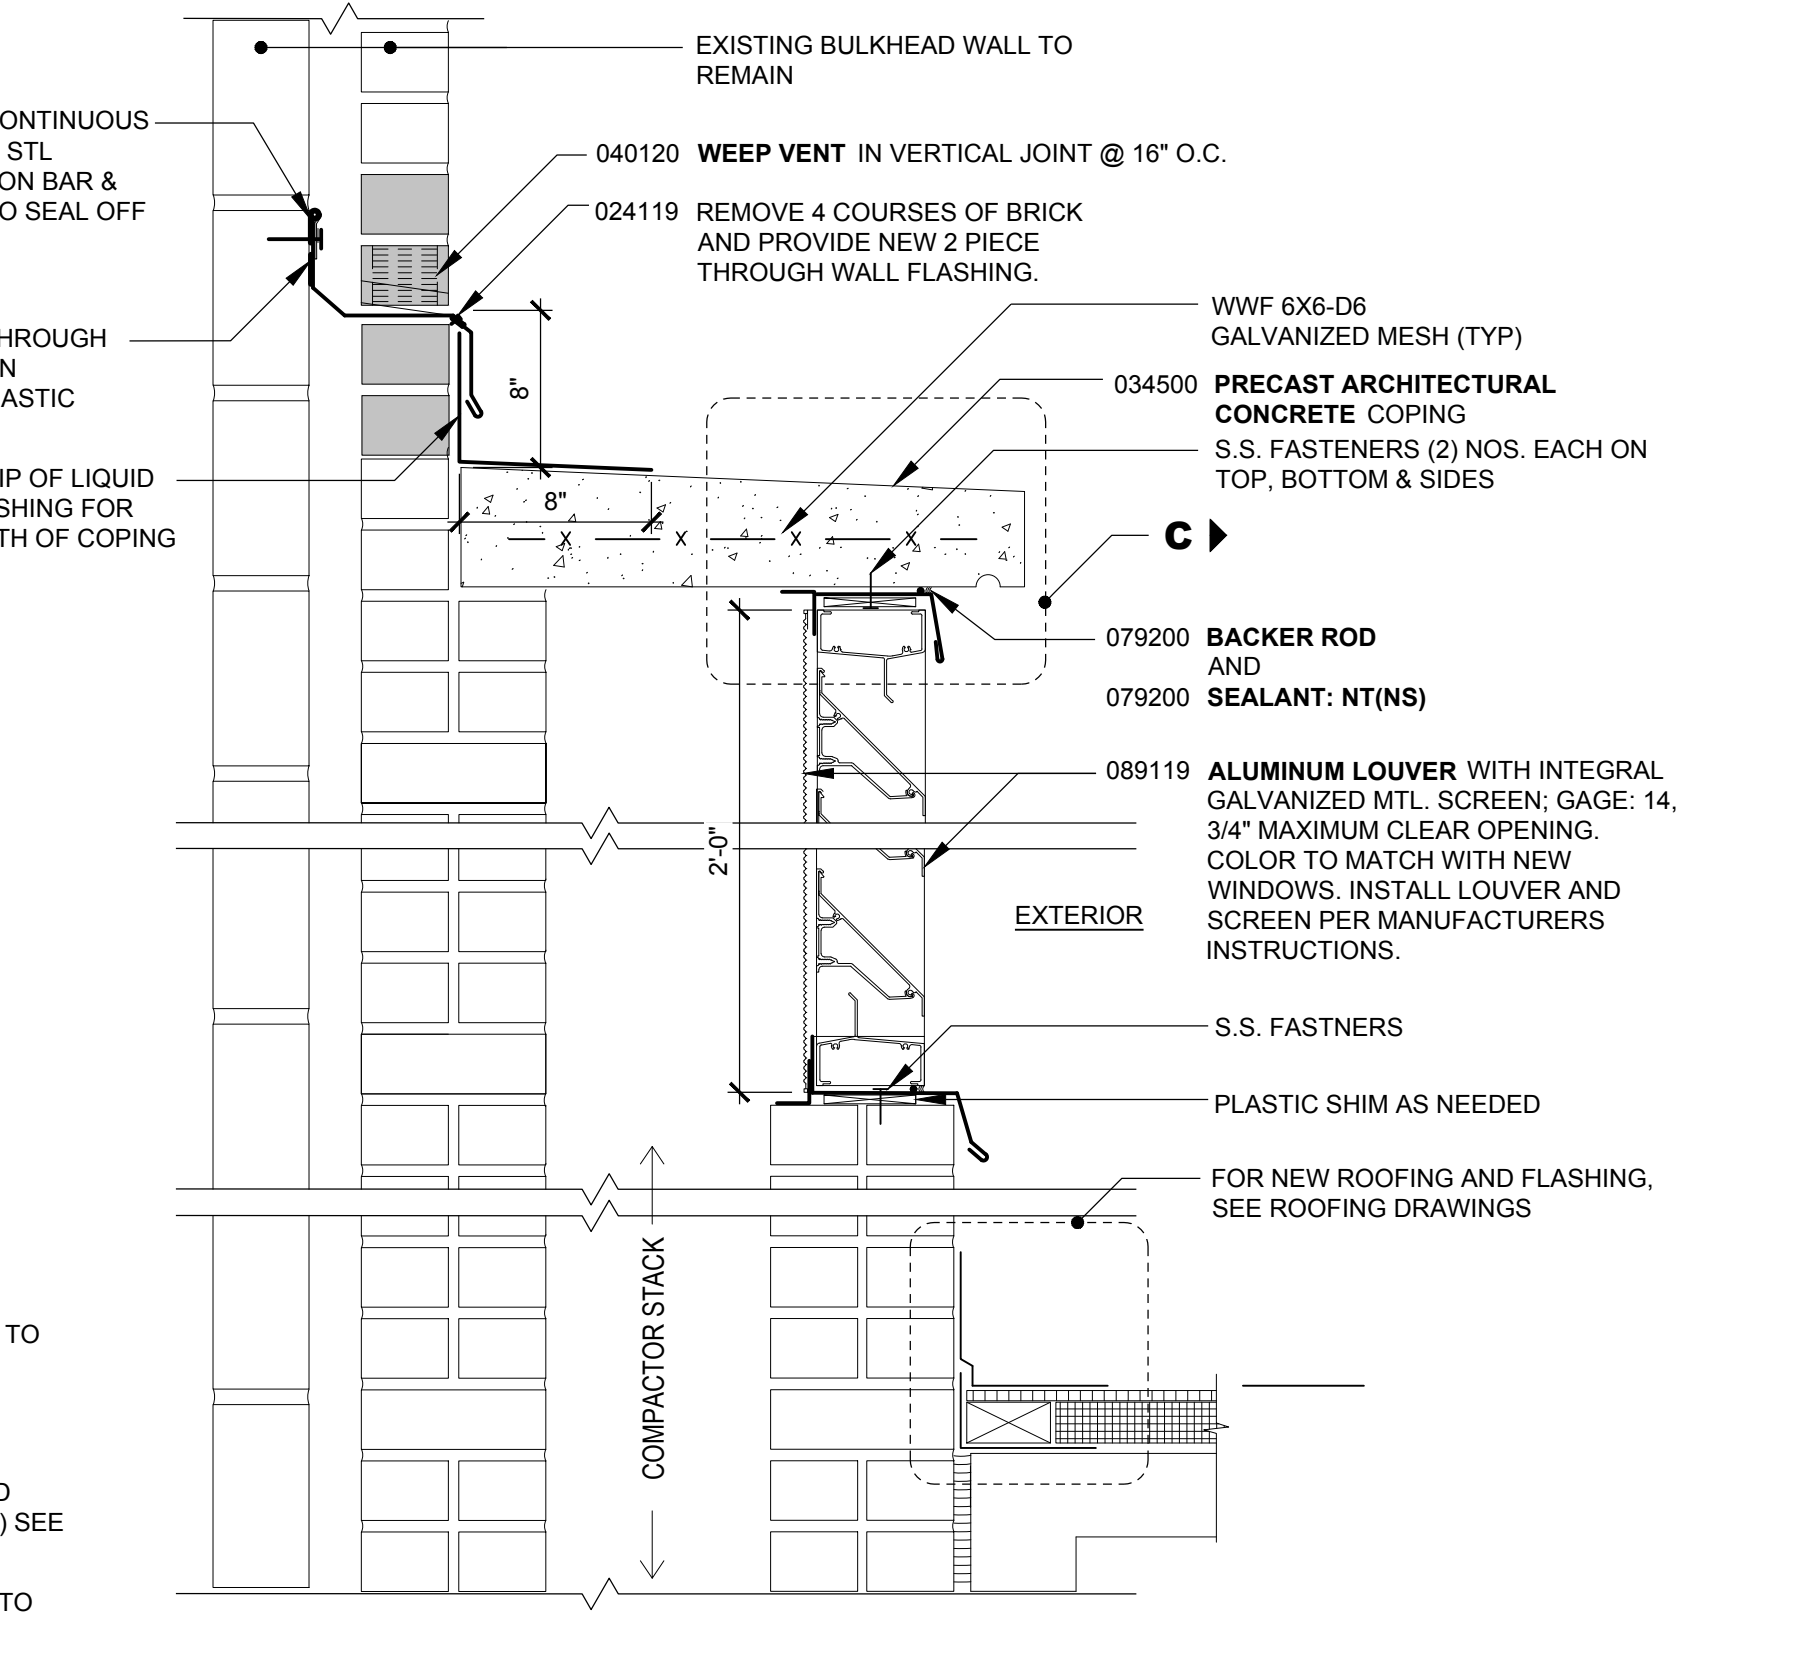 EXISTING BULKHEAD WALL TO
REMAIN
ONTINUOUS
STL
ON BAR &
O SEAL OFF
040120 WEEP VENT IN VERTICAL JOINT @ 16" O.C.
024119 REMOVE 4 COURSES OF BRICK
AND PROVIDE NEW 2 PIECE
THROUGH WALL FLASHING.
HROUGH
N
LASTIC
8"
WWF 6X6-D6
GALVANIZED MESH (TYP)
034500 PRECAST ARCHITECTURAL
CONCRETE COPING
S.S. FASTENERS (2) NOS. EACH ON
TOP, BOTTOM & SIDES
IP OF LIQUID
SHING FOR
TH OF COPING
8"
X X X X
C
079200 BACKER ROD
AND
079200 SEALANT: NT(NS)
089119 ALUMINUM LOUVER WITH INTEGRAL
GALVANIZED MTL. SCREEN; GAGE: 14,
3/4" MAXIMUM CLEAR OPENING.
COLOR TO MATCH WITH NEW
WINDOWS. INSTALL LOUVER AND
SCREEN PER MANUFACTURERS
INSTRUCTIONS.
2'-0"
EXTERIOR
S.S. FASTNERS
PLASTIC SHIM AS NEEDED
FOR NEW ROOFING AND FLASHING,
SEE ROOFING DRAWINGS
COMPACTOR STACK
TO
D
) SEE
TO